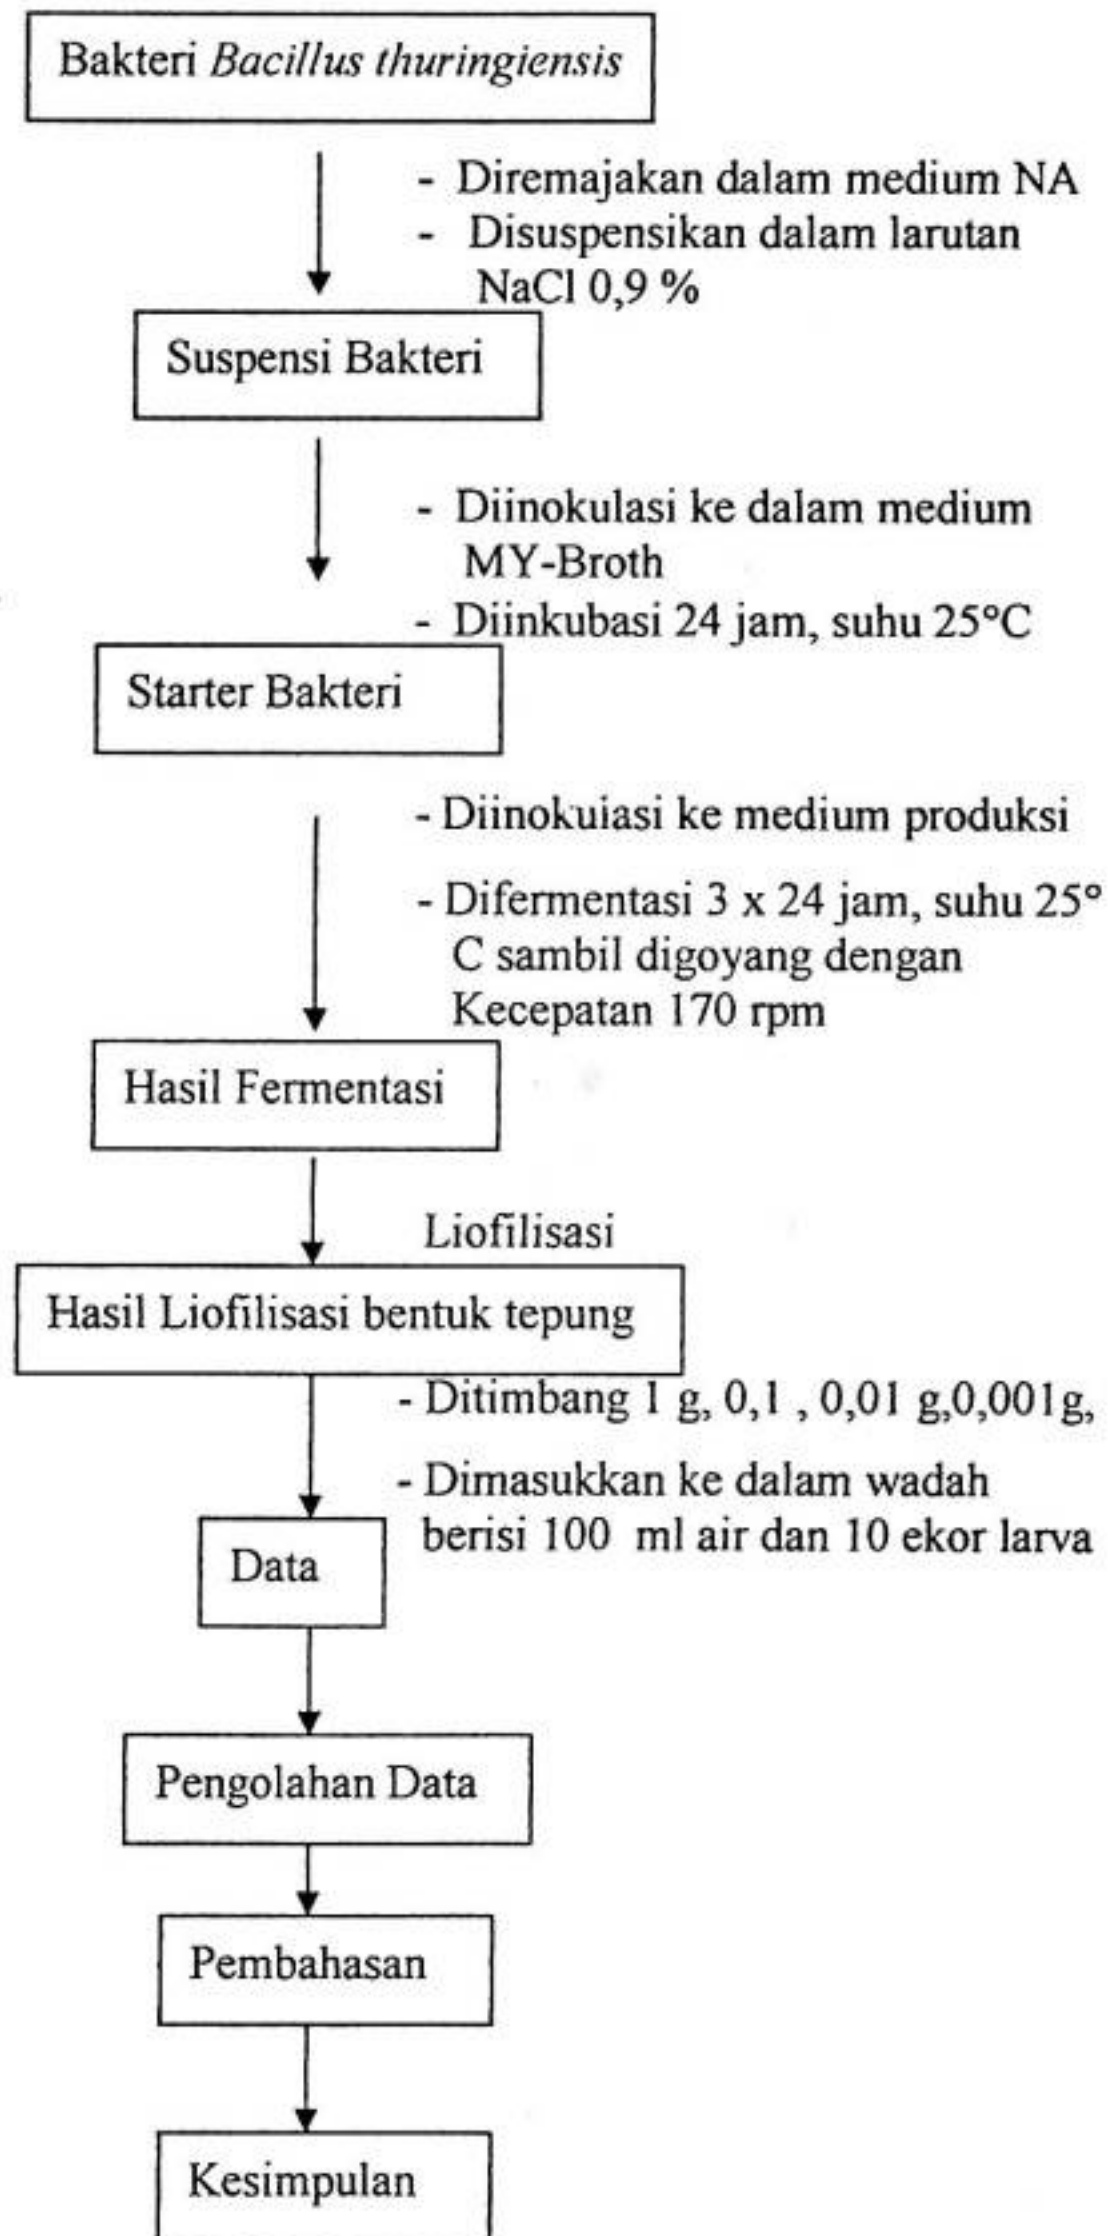 Bakteri Bacillus thuringiensis
- Diremajakan dalam medium NA
- Disuspensikan dalam larutan
NaCl 0,9 %
Suspensi Bakteri
- Diinokulasi ke dalam medium
MY-Broth
- Diinkubasi 24 jam, suhu 25°C
Starter Bakteri
- Diinokulasi ke medium produksi
- Difermentasi 3 x 24 jam, suhu 25°
C sambil digoyang dengan
Kecepatan 170 rpm
Hasil Fermentasi
Liofilisasi
Hasil Liofilisasi bentuk tepung
- Ditimbang 1 g, 0,1 , 0,01 g,0,001g,
- Dimasukkan ke dalam wadah
berisi 100 ml air dan 10 ekor larva
Data
Pengolahan Data
Pembahasan
Kesimpulan